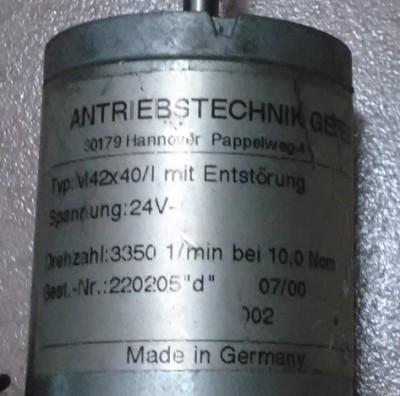 ANTRIEBSTECHNIK
30179 Hannover Pappelweg 4
Typ: M42x40/I mit Entstörung
Spannung:24V-
Drehzahl:3350 1/min bei 10,0 Ncm
Best.-Nr.:220205"d" 07/00
002
Made in Germany